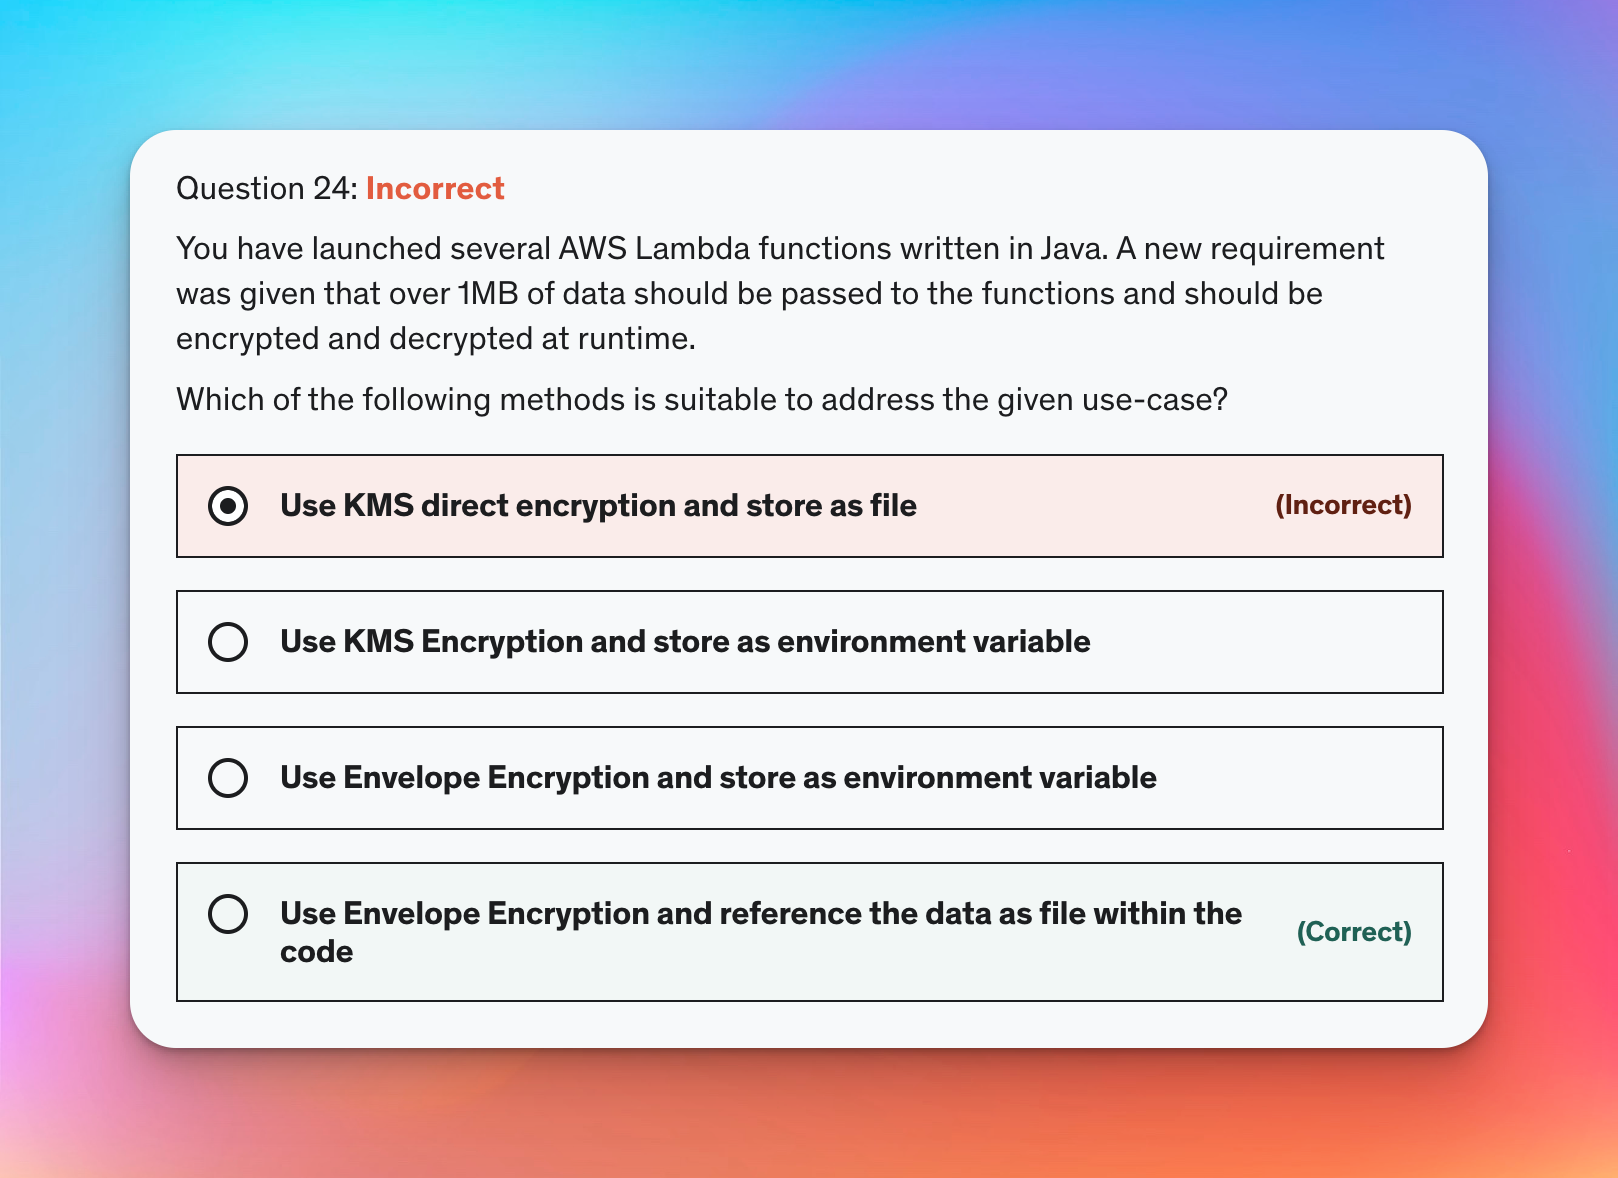 Question 24: Incorrect
You have launched several AWS Lambda functions written in Java. A new requirement
was given that over 1MB of data should be passed to the functions and should be
encrypted and decrypted at runtime.
Which of the following methods is suitable to address the given use-case?
Use KMS direct encryption and store as file (Incorrect)
Use KMS Encryption and store as environment variable
Use Envelope Encryption and store as environment variable
Use Envelope Encryption and reference the data as file within the
code
(Correct)